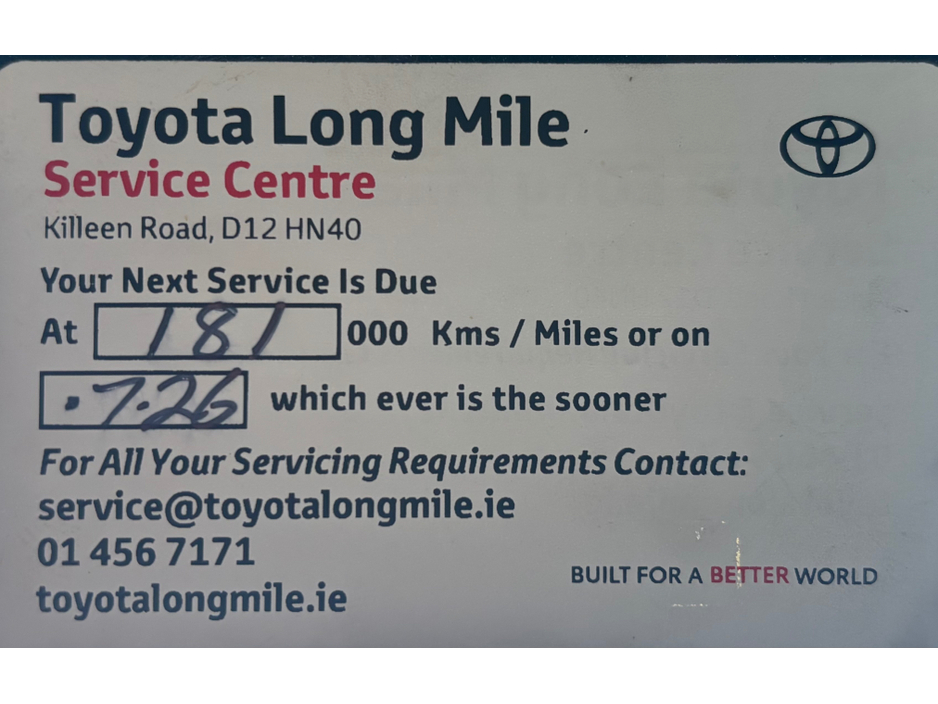 Toyota Long Mile
Service Centre
Killeen Road, D12 HN40
Your Next Service Is Due
At 181 000 Kms / Miles or on
.7.26 which ever is the sooner
For All Your Servicing Requirements Contact:
service@toyotalongmile.ie
01 456 7171
toyotalongmile.ie
BUILT FOR A BETTER WORLD